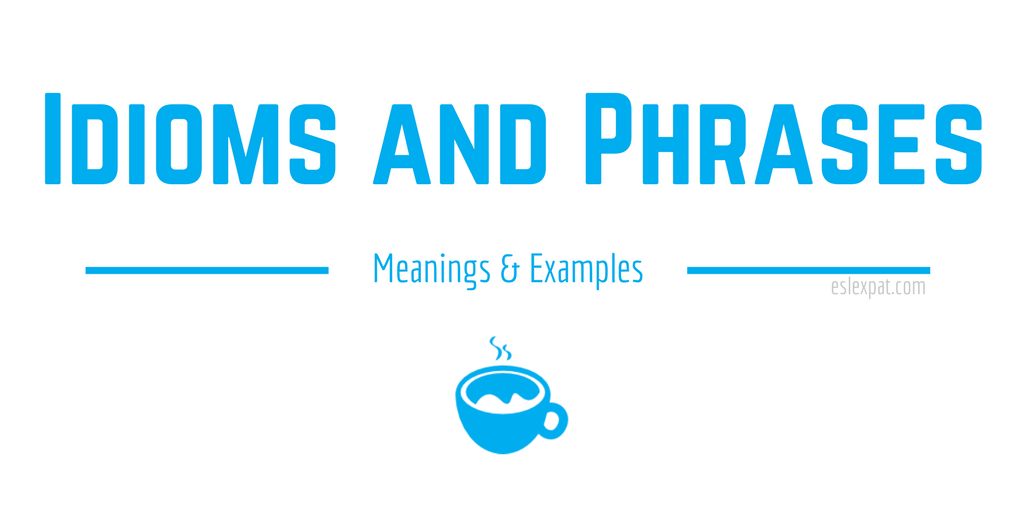 Idioms and Phrases
Meanings & Examples
eslexpat.com